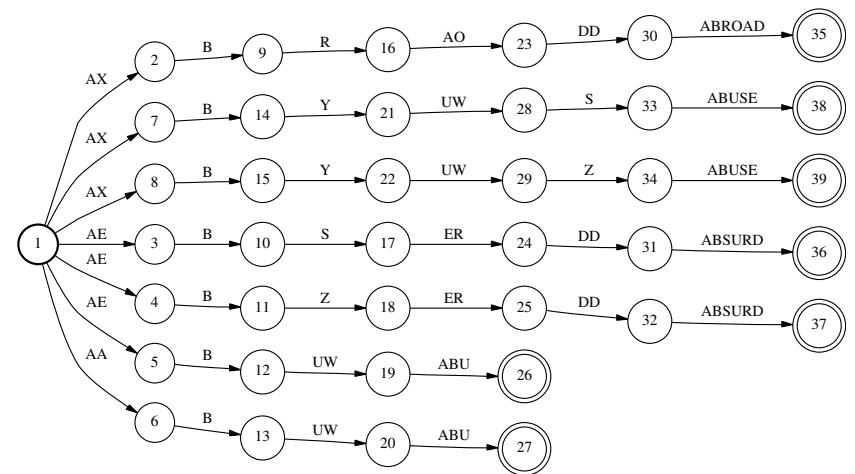 AX 2 B 9 R 16 AO 23 DD 30 ABROAD 35
AX 7 B 14 Y 21 UW 28 S 33 ABUSE 38
AX 8 B 15 Y 22 UW 29 Z 34 ABUSE 39
1 AE 3 B 10 S 17 ER 24 DD 31 ABSURD 36
AE 4 B 11 Z 18 ER 25 DD 32 ABSURD 37
AE 5 B 12 UW 19 ABU 26
AA 6 B 13 UW 20 ABU 27